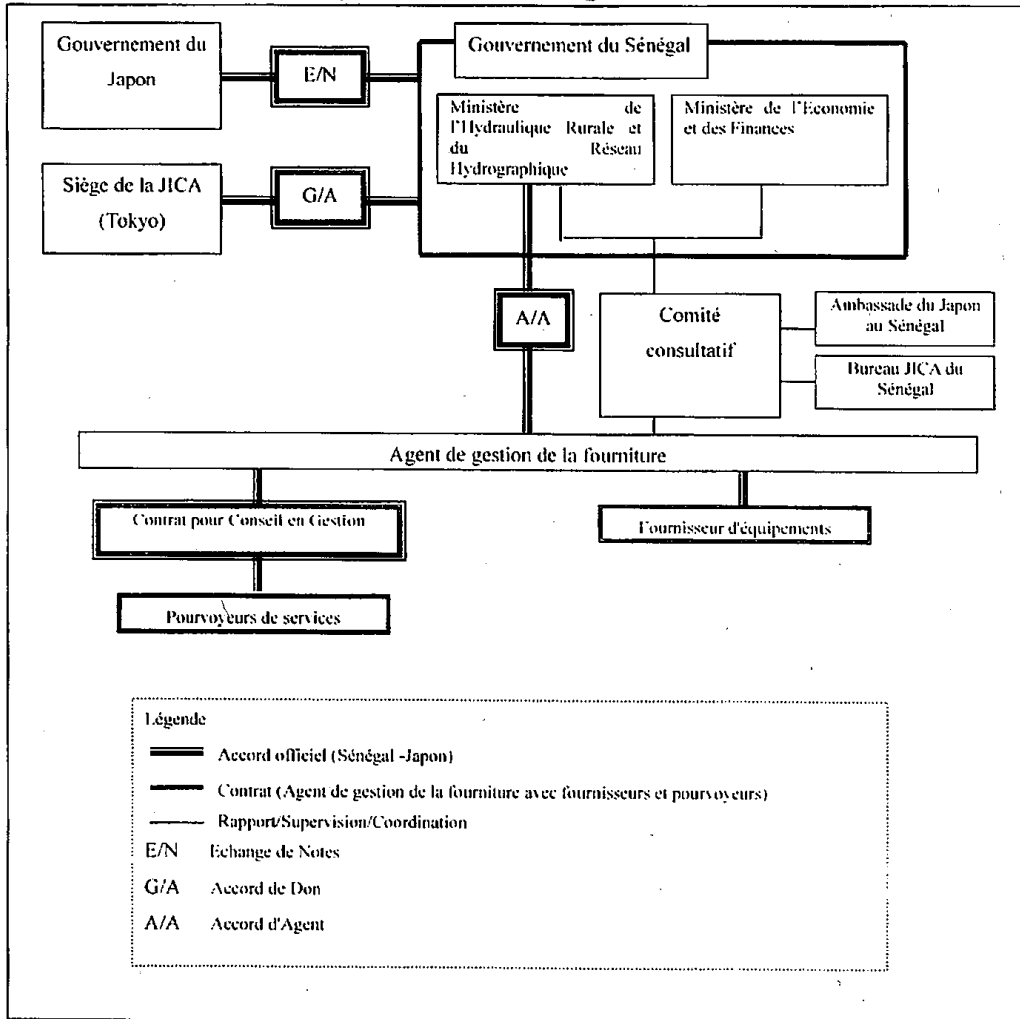 Gouvernement du
Japon
E/N
Gouvernement du Sénégal
Ministère de
l'Hydraulique Rurale et
du Réseau
Hydrographique
Ministère de l'Economie
et des Finances
Siège de la JICA
(Tokyo)
G/A
A/A
Comité
consultatif
Ambassade du Japon
au Sénégal
Bureau JICA du
Sénégal
Agent de gestion de la fourniture
Contrat pour Conseil en Gestion
Fournisseur d'équipements
Pourvoyeurs de services
Légende
Accord officiel (Sénégal -Japon)
Contrat (Agent de gestion de la fourniture avec fournisseurs et pourvoyeurs)
Rapport/Supervision/Coordination
E/N Echange de Notes
G/A Accord de Don
A/A Accord d'Agent